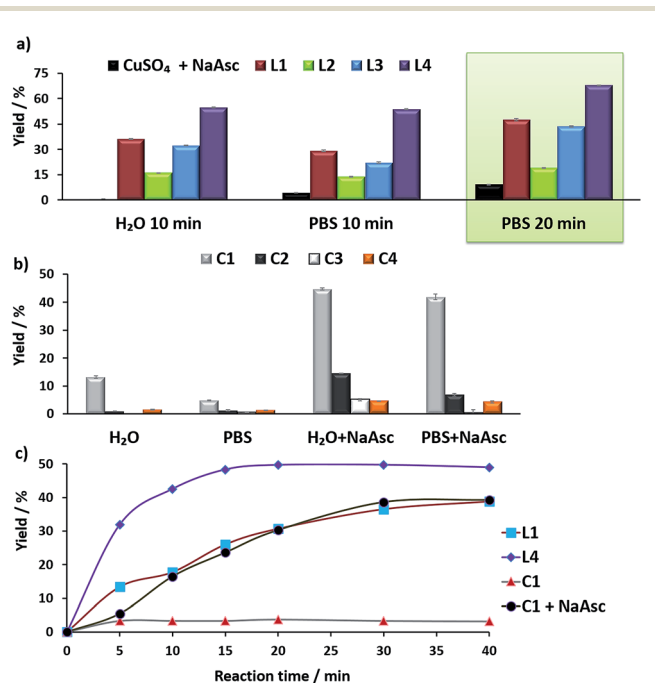 a)
CuSO₄ + NaAsc L1 L2 L3 L4
Yield / %
75
60
45
30
15
0
H₂O 10 min PBS 10 min PBS 20 min
b)
C1 C2 C3 C4
Yield / %
50
40
30
20
10
0
H₂O PBS H₂O+NaAsc PBS+NaAsc
c)
Yield / %
50
40
30
20
10
0
L1
L4
C1
C1 + NaAsc
0 5 10 15 20 25 30 35 40
Reaction time / min